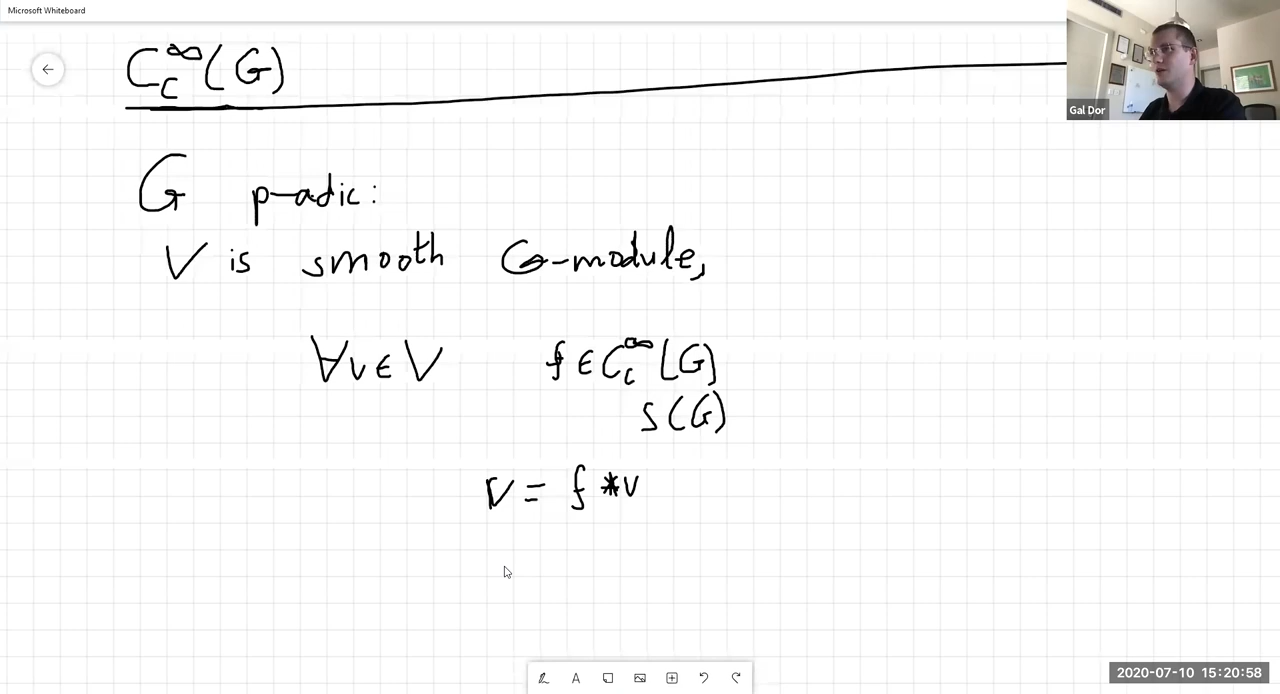 Microsoft Whiteboard
C_c^∞(G)
Gal Dor
G p-adic:
V is smooth G-module,
∀v∈V f∈C_c^∞(G)
S(G)
v = f*v
2020-07-10 15:20:58